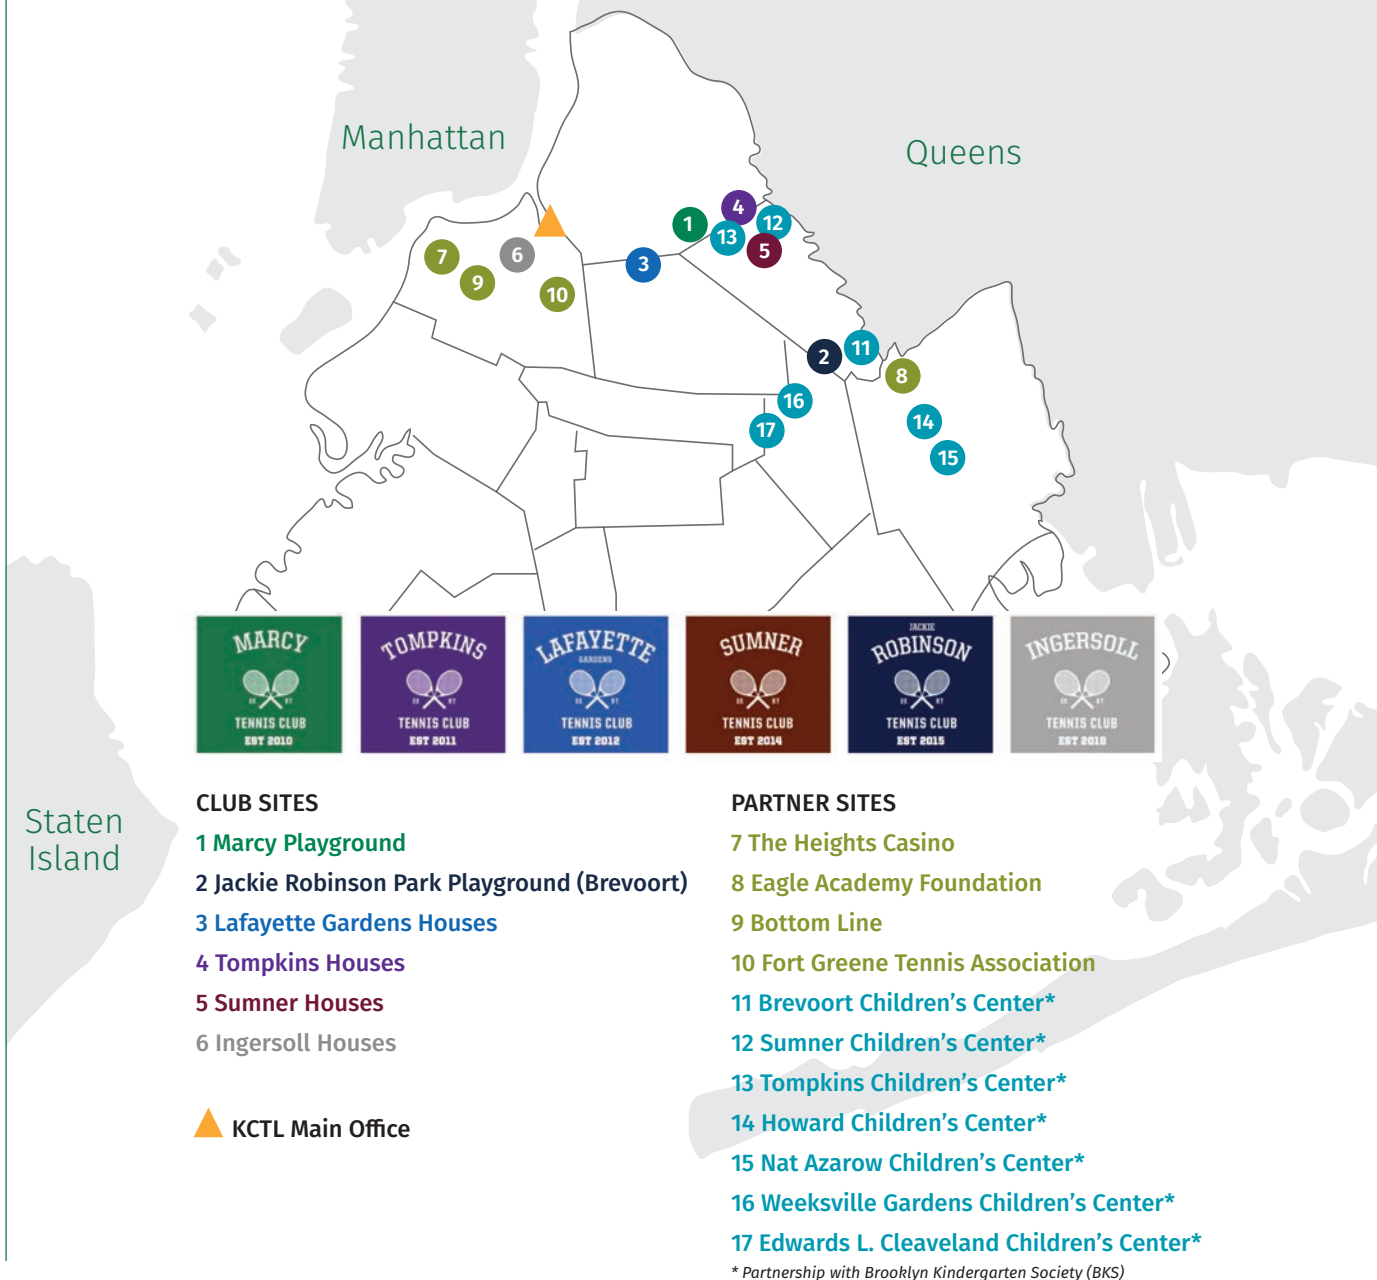 Manhattan
Queens
4
1
12
13
5
6
7
3
9
10
2
11
8
16
14
17
15
MARCY
TENNIS CLUB
EST 2010
TOMPKINS
TENNIS CLUB
EST 2011
LAFAYETTE
GARDENS
TENNIS CLUB
EST 2012
SUMNER
TENNIS CLUB
EST 2014
JACKIE
ROBINSON
TENNIS CLUB
EST 2015
INGERSOLL
TENNIS CLUB
Staten
Island
CLUB SITES
1 Marcy Playground
2 Jackie Robinson Park Playground (Brevoort)
3 Lafayette Gardens Houses
4 Tompkins Houses
5 Sumner Houses
6 Ingersoll Houses
KCTL Main Office
PARTNER SITES
7 The Heights Casino
8 Eagle Academy Foundation
9 Bottom Line
10 Fort Greene Tennis Association
11 Brevoort Children’s Center*
12 Sumner Children’s Center*
13 Tompkins Children’s Center*
14 Howard Children’s Center*
15 Nat Azarow Children’s Center*
16 Weeksville Gardens Children’s Center*
17 Edwards L. Cleaveland Children’s Center*
* Partnership with Brooklyn Kindergarten Society (BKS)